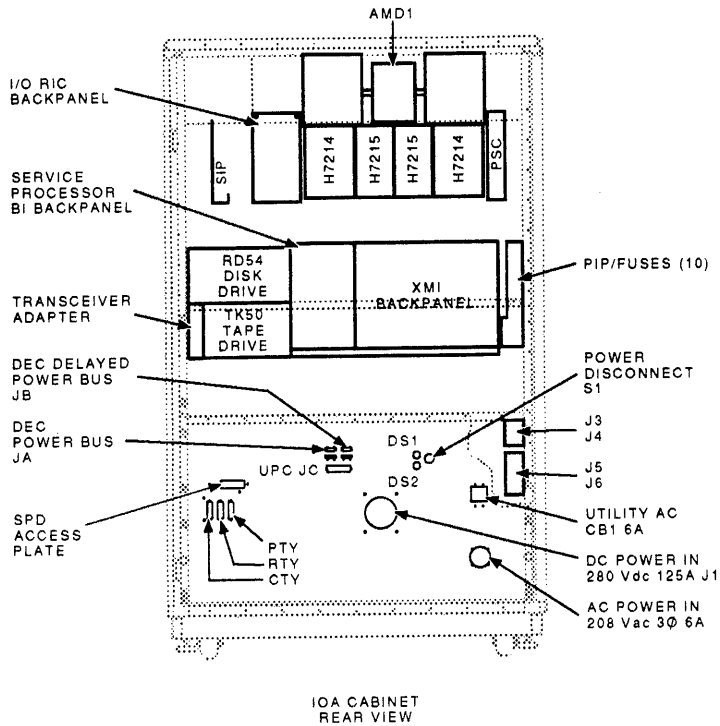 AMD1
I/O RIC
BACKPANEL
SIP
H7214
H7215
H7215
H7214
PSC
SERVICE
PROCESSOR
BI BACKPANEL
RD54
DISK
DRIVE
XMI
BACKPANEL
PIP/FUSES (10)
TRANSCEIVER
ADAPTER
TK50
TAPE
DRIVE
DEC DELAYED
POWER BUS
JB
POWER
DISCONNECT
S1
DEC
POWER BUS
JA
DS1
UPC JC
DS2
J3
J4
J5
J6
SPD
ACCESS
PLATE
PTY
RTY
CTY
UTILITY AC
CB1 6A
DC POWER IN
280 Vdc 125A J1
AC POWER IN
208 Vac 3Ø 6A
IOA CABINET
REAR VIEW